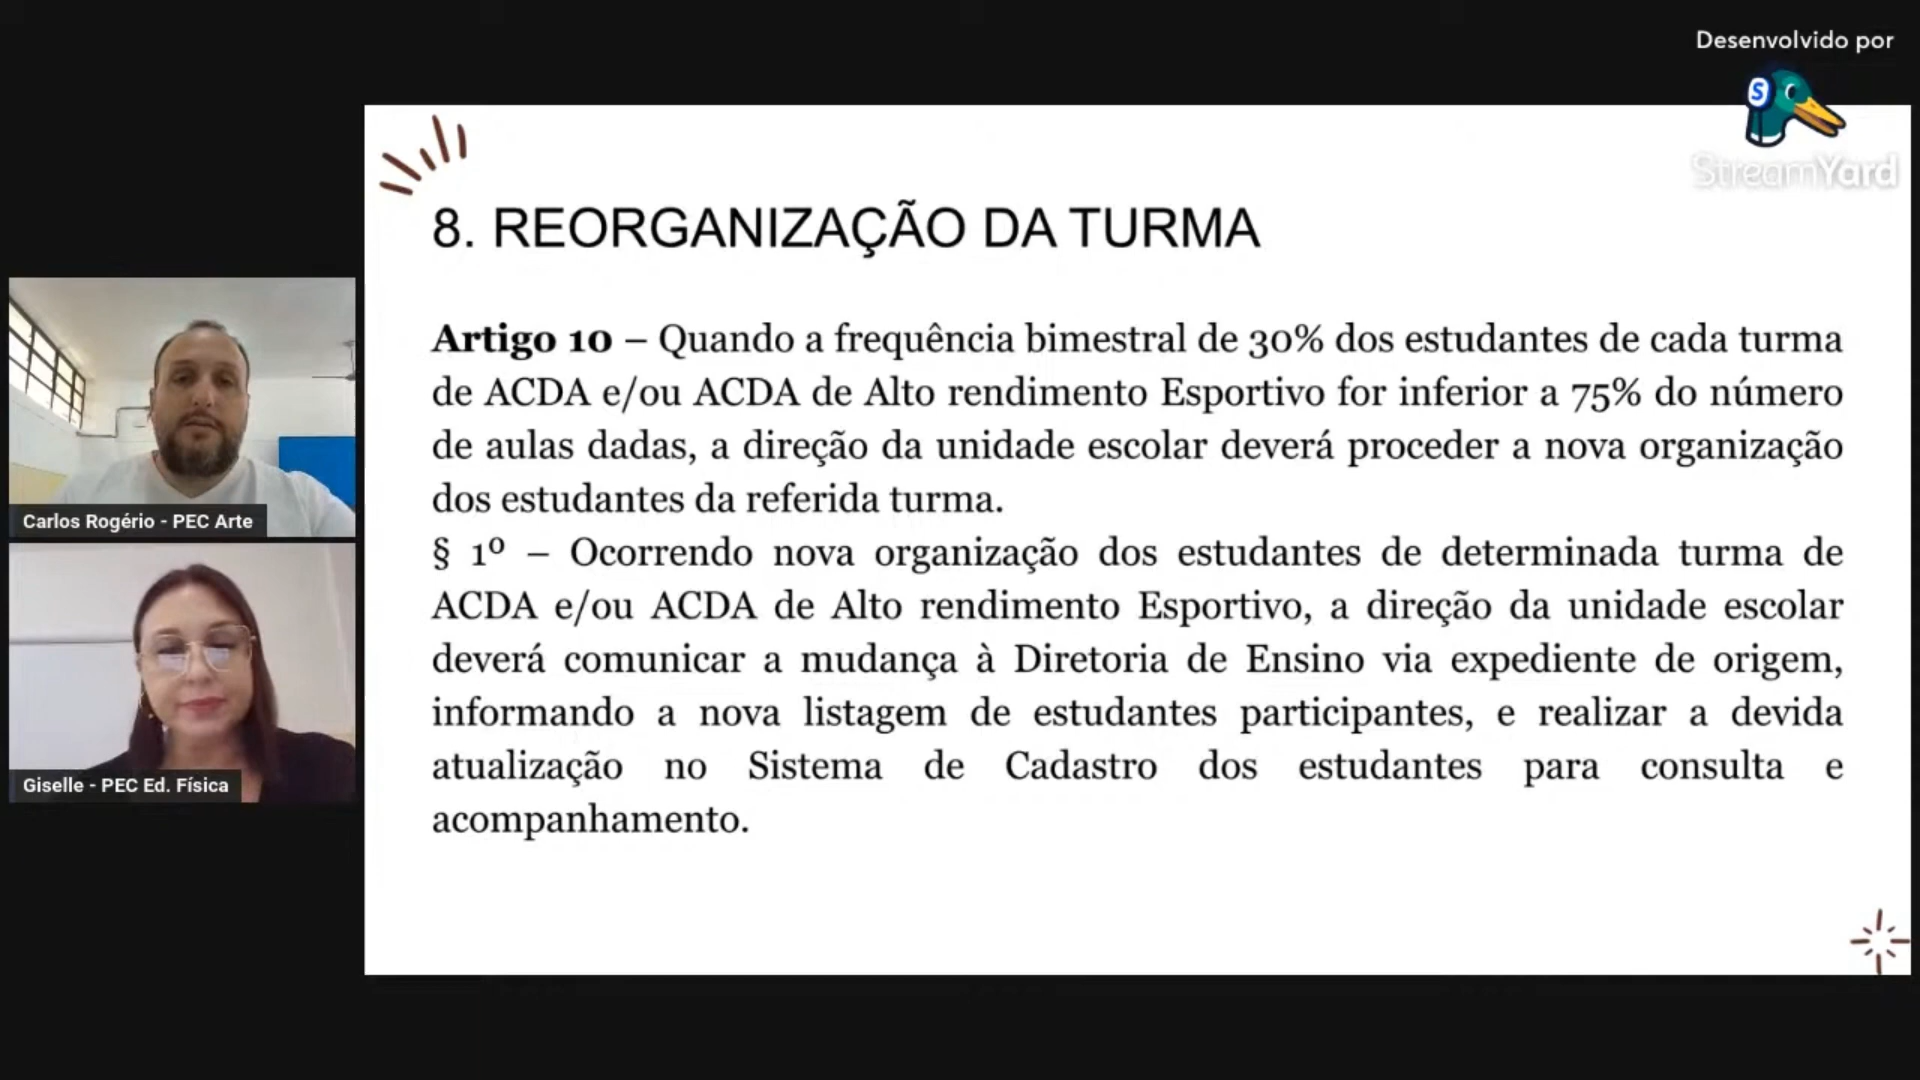 Desenvolvido por
S
StreamYard
8. REORGANIZAÇÃO DA TURMA
Artigo 10 – Quando a frequência bimestral de 30% dos estudantes de cada turma
de ACDA e/ou ACDA de Alto rendimento Esportivo for inferior a 75% do número
de aulas dadas, a direção da unidade escolar deverá proceder a nova organização
dos estudantes da referida turma.
§ 1º – Ocorrendo nova organização dos estudantes de determinada turma de
ACDA e/ou ACDA de Alto rendimento Esportivo, a direção da unidade escolar
deverá comunicar a mudança à Diretoria de Ensino via expediente de origem,
informando a nova listagem de estudantes participantes, e realizar a devida
atualização no Sistema de Cadastro dos estudantes para consulta e
acompanhamento.
Carlos Rogério - PEC Arte
Giselle - PEC Ed. Física